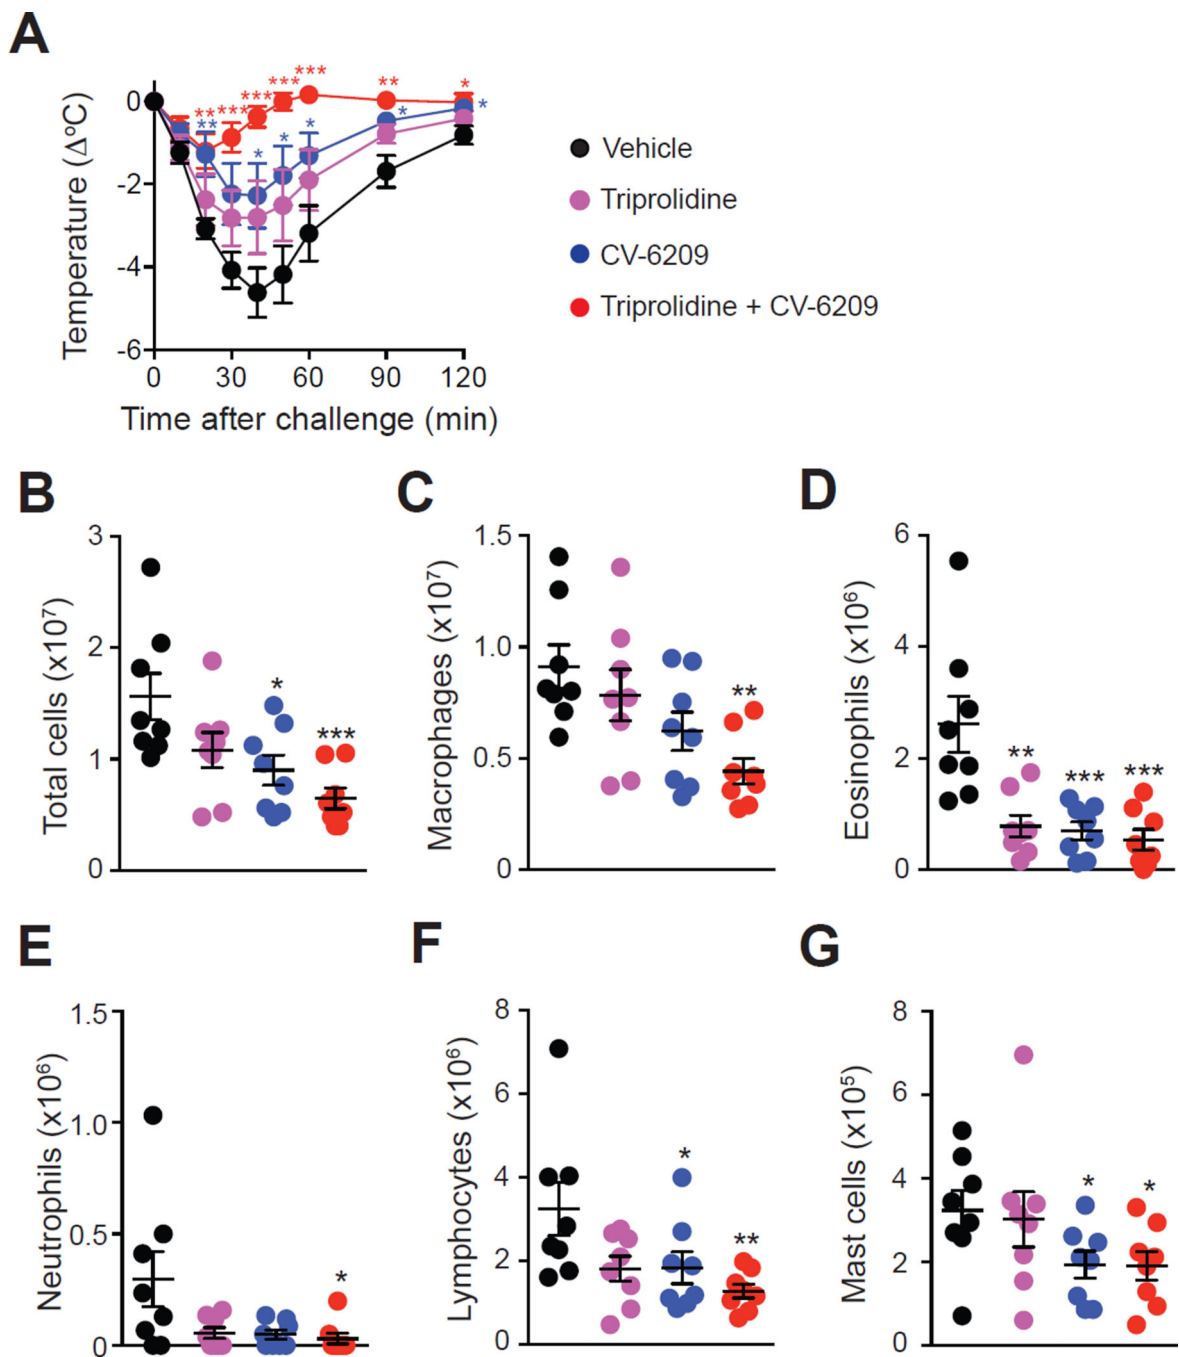 A
Temperature (Δ°C)
0
-2
-4
-6
** *** *** *** *** ** *
** * * * * *
0 30 60 90 120
Time after challenge (min)
Vehicle
Triprolidine
CV-6209
Triprolidine + CV-6209
B
Total cells (x10⁷)
3
2
1
0
*
***
C
Macrophages (x10⁷)
1.5
1.0
0.5
0
**
D
Eosinophils (x10⁶)
6
4
2
0
**
***
***
E
Neutrophils (x10⁶)
1.5
1.0
0.5
0
*
F
Lymphocytes (x10⁶)
8
6
4
2
0
*
**
G
Mast cells (x10⁵)
8
6
4
2
0
*
*